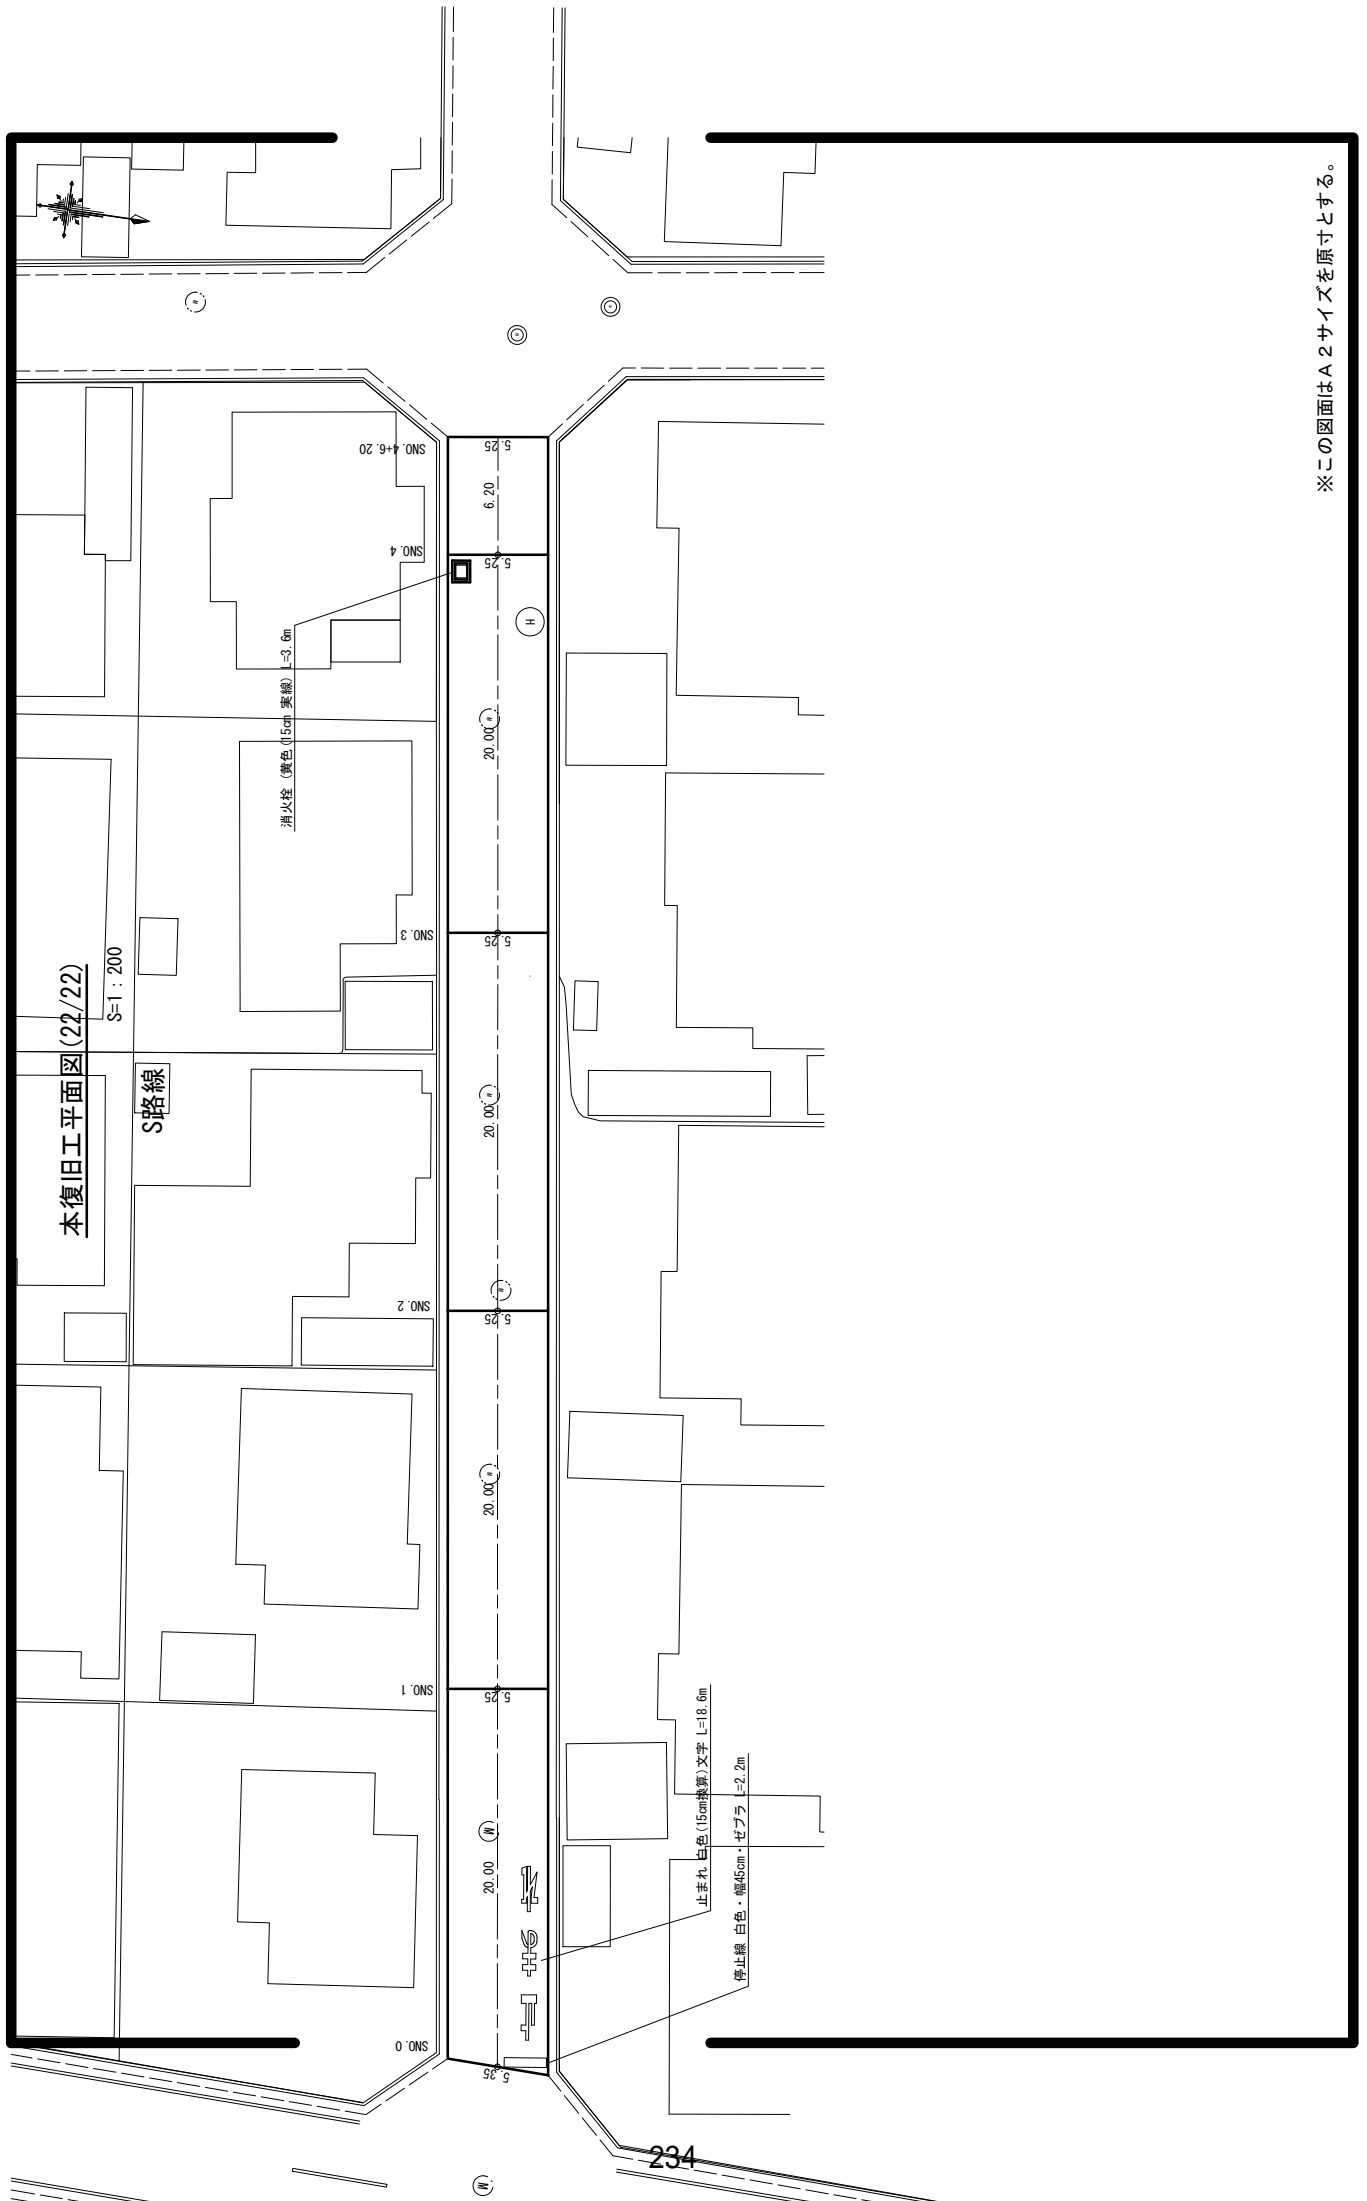 ※この図面はA2サイズを原寸とする。
本復旧工平面図(22/22)
S=1:200
S路線
SNO.4+6.20
5.25
6.20
SNO.4
5.25
H
消火栓 (黄色(15cm 実線) L=3.6m
20.00
SNO.3
5.25
20.00
SNO.2
5.25
20.00
SNO.1
5.25
M
20.00
止まれ
止まれ 白色(15cm換算)文字 L=18.6m
停止線 白色・幅45cm・ゼブラ L=2.2m
SNO.0
5.35
M
234